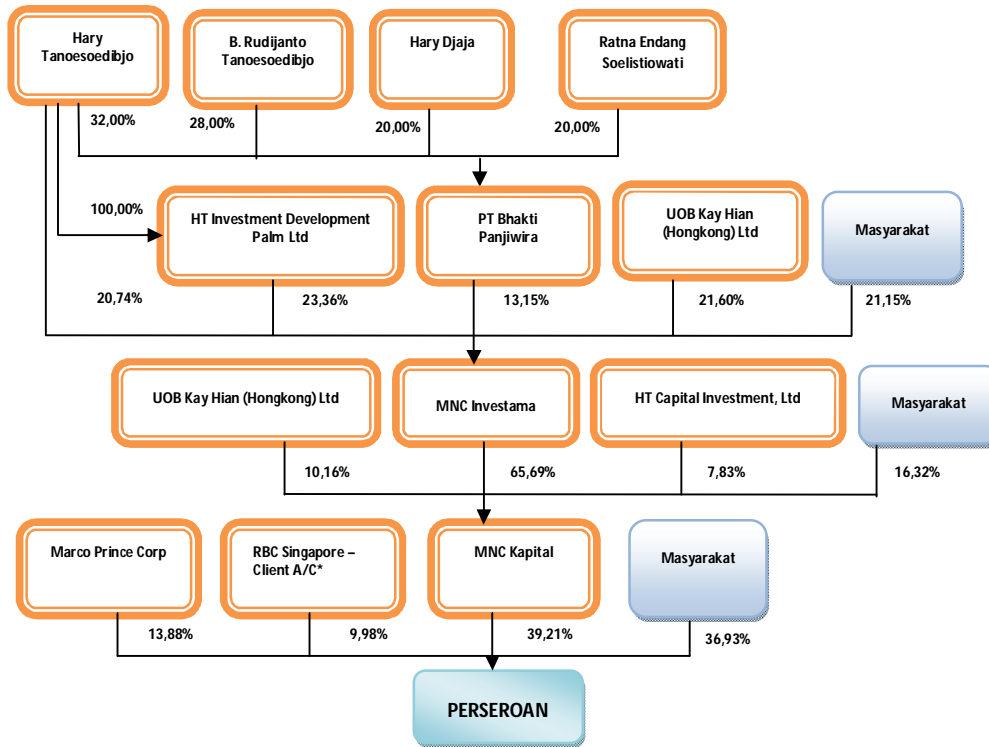 Hary
Tanoesoedibjo
B. Rudijanto
Tanoesoedibjo
Hary Djaja
Ratna Endang
Soelistiowati
32,00%
28,00%
20,00%
20,00%
100,00%
HT Investment Development
Palm Ltd
PT Bhakti
Panjiwira
UOB Kay Hian
(Hongkong) Ltd
Masyarakat
20,74%
23,36%
13,15%
21,60%
21,15%
UOB Kay Hian (Hongkong) Ltd
MNC Investama
HT Capital Investment, Ltd
Masyarakat
10,16%
65,69%
7,83%
16,32%
Marco Prince Corp
RBC Singapore –
Client A/C*
MNC Kapital
Masyarakat
13,88%
9,98%
39,21%
36,93%
PERSEROAN